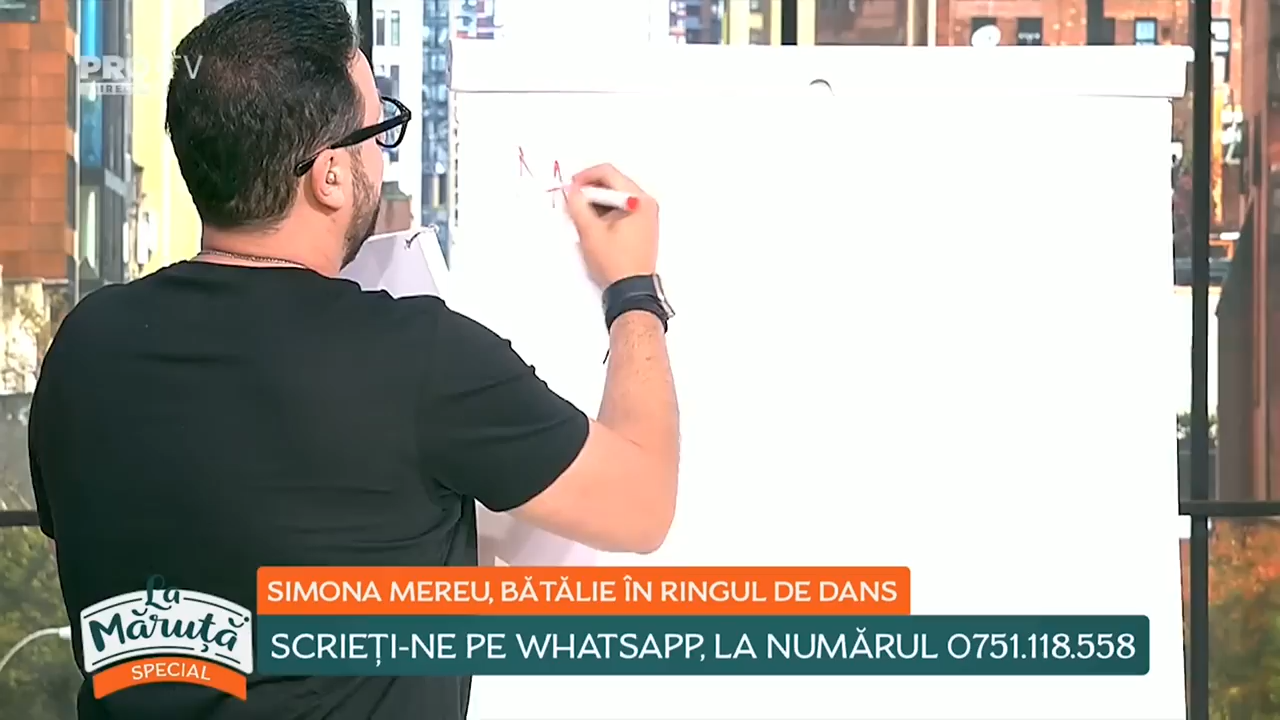 PRO TV
DIRECT
SIMONA MEREU, BĂTĂLIE ÎN RINGUL DE DANS
SCRIEȚI-NE PE WHATSAPP, LA NUMĂRUL 0751.118.558
La
Măruță
SPECIAL